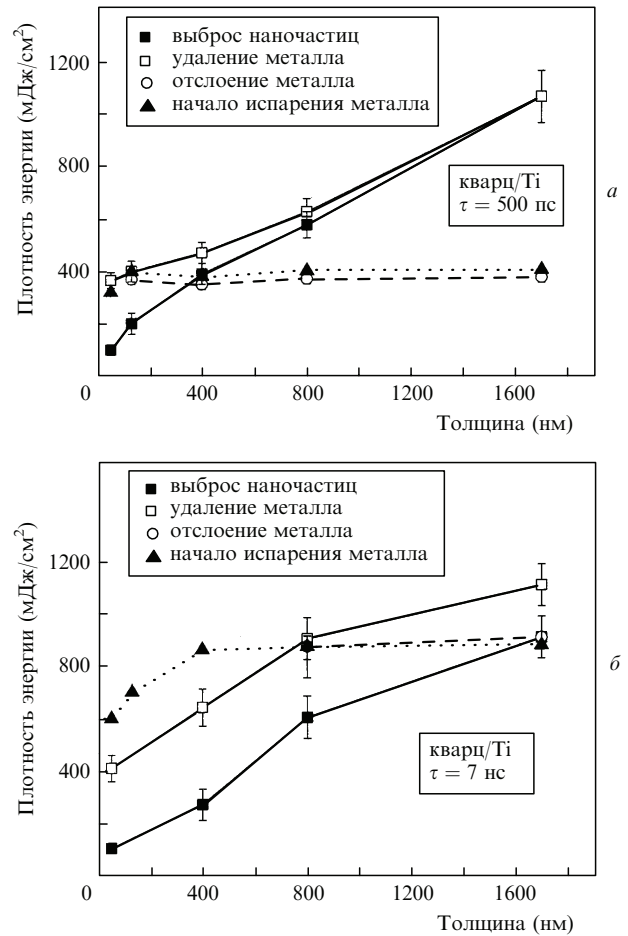 выброс наночастиц
удаление металла
отслоение металла
начало испарения металла
Плотность энергии (мДж/см²)
1200
800
400
0
кварц/Ti
τ = 500 пс
а
400
800
1200
1600
Толщина (нм)
выброс наночастиц
удаление металла
отслоение металла
начало испарения металла
Плотность энергии (мДж/см²)
1200
800
400
0
кварц/Ti
τ = 7 нс
б
400
800
1200
1600
Толщина (нм)